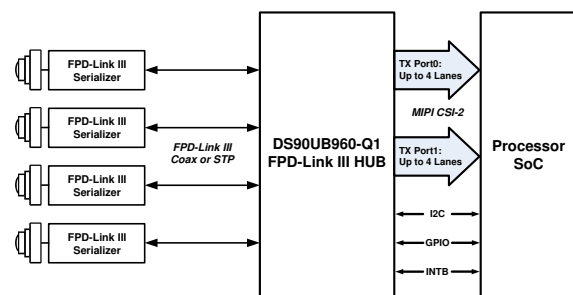 FPD-Link III
Serializer
FPD-Link III
Serializer
FPD-Link III
Serializer
FPD-Link III
Serializer
FPD-Link III
Coax or STP
DS90UB960-Q1
FPD-Link III HUB
TX Port0:
Up to 4 Lanes
MIPI CSI-2
TX Port1:
Up to 4 Lanes
I2C
GPIO
INTB
Processor
SoC